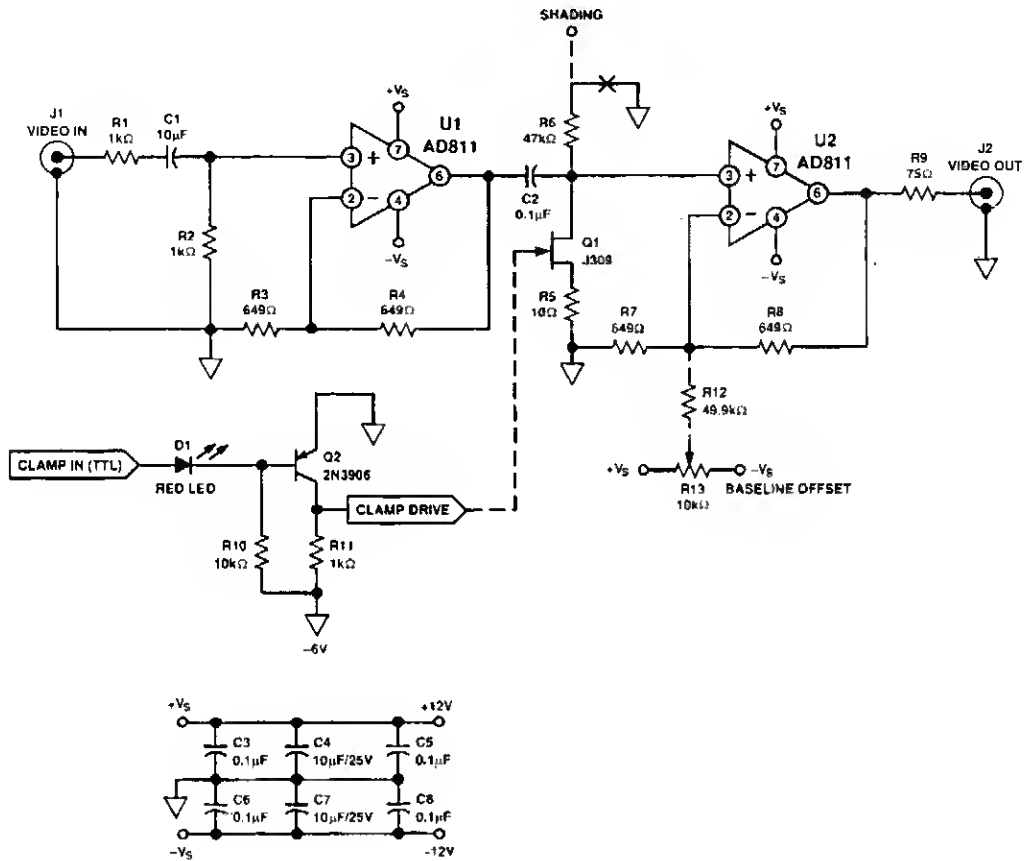 SHADING
J1
VIDEO IN
R1
1kΩ
C1
10µF
+VS
U1
AD811
3
+
7
6
2
−
4
−VS
R2
1kΩ
R3
649Ω
R4
649Ω
C2
0.1µF
R6
47kΩ
Q1
J309
R5
10Ω
+VS
U2
AD811
3
+
7
6
2
−
4
−VS
R9
75Ω
J2
VIDEO OUT
R7
649Ω
R8
649Ω
R12
49.9kΩ
+VS
−VS
R13
10kΩ
BASELINE OFFSET
CLAMP IN (TTL)
D1
RED LED
Q2
2N3906
CLAMP DRIVE
R10
10kΩ
R11
1kΩ
−6V
+VS
+12V
C3
0.1µF
C4
10µF/25V
C5
0.1µF
C6
0.1µF
C7
10µF/25V
C8
0.1µF
−VS
-12V